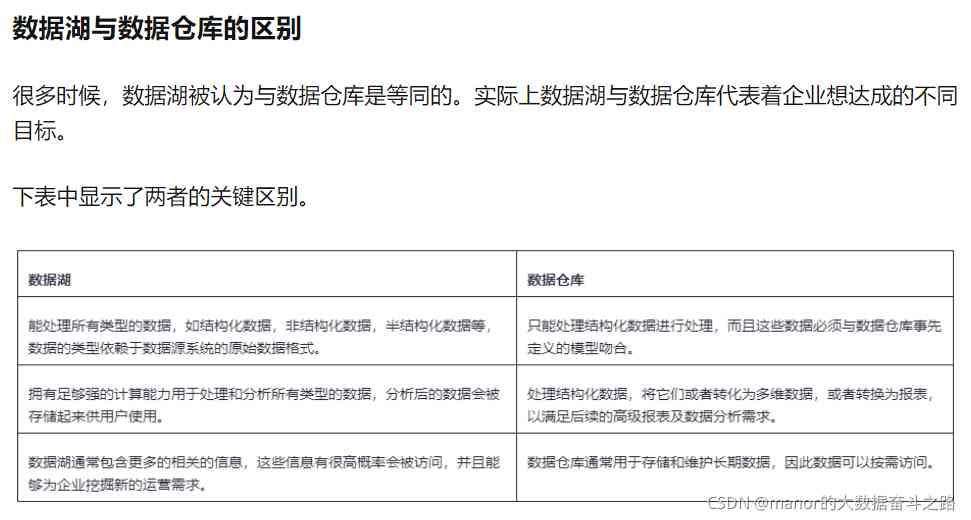 数据湖与数据仓库的区别
很多时候，数据湖被认为与数据仓库是等同的。实际上数据湖与数据仓库代表着企业想达成的不同
目标。
下表中显示了两者的关键区别。
数据湖
数据仓库
能处理所有类型的数据，如结构化数据，非结构化数据，半结构化数据等，
数据的类型依赖于数据源系统的原始数据格式。
只能处理结构化数据进行处理，而且这些数据必须与数据仓库事先
定义的模型吻合。
拥有足够强的计算能力用于处理和分析所有类型的数据，分析后的数据会被
存储起来供用户使用。
处理结构化数据，将它们或者转化为多维数据，或者转换为报表，
以满足后续的高级报表及数据分析需求。
数据湖通常包含更多的相关的信息，这些信息有很高概率会被访问，并且能
够为企业挖掘新的运营需求。
数据仓库通常用于存储和维护长期数据，因此数据可以按需访问。
CSDN @manor的大数据奋斗之路